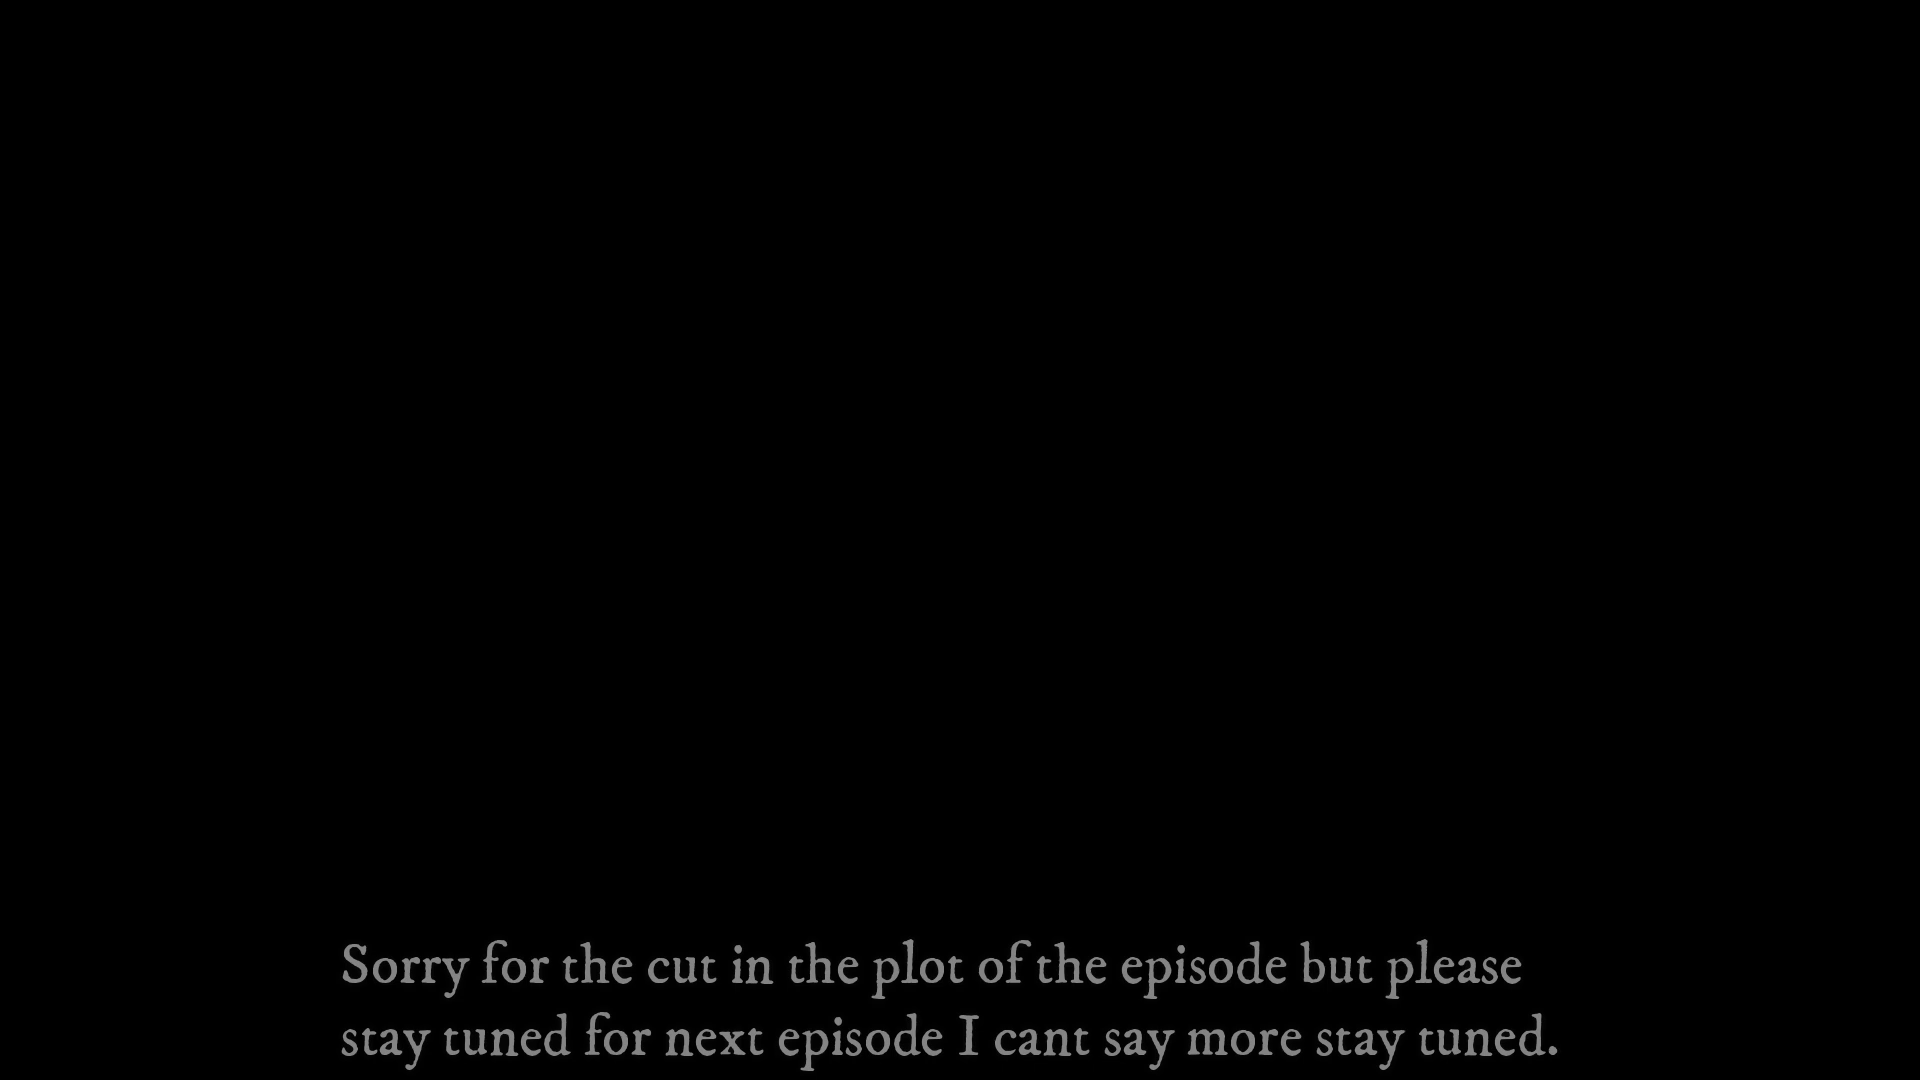 Sorry for the cut in the plot of the episode but please
stay tuned for next episode I cant say more stay tuned.